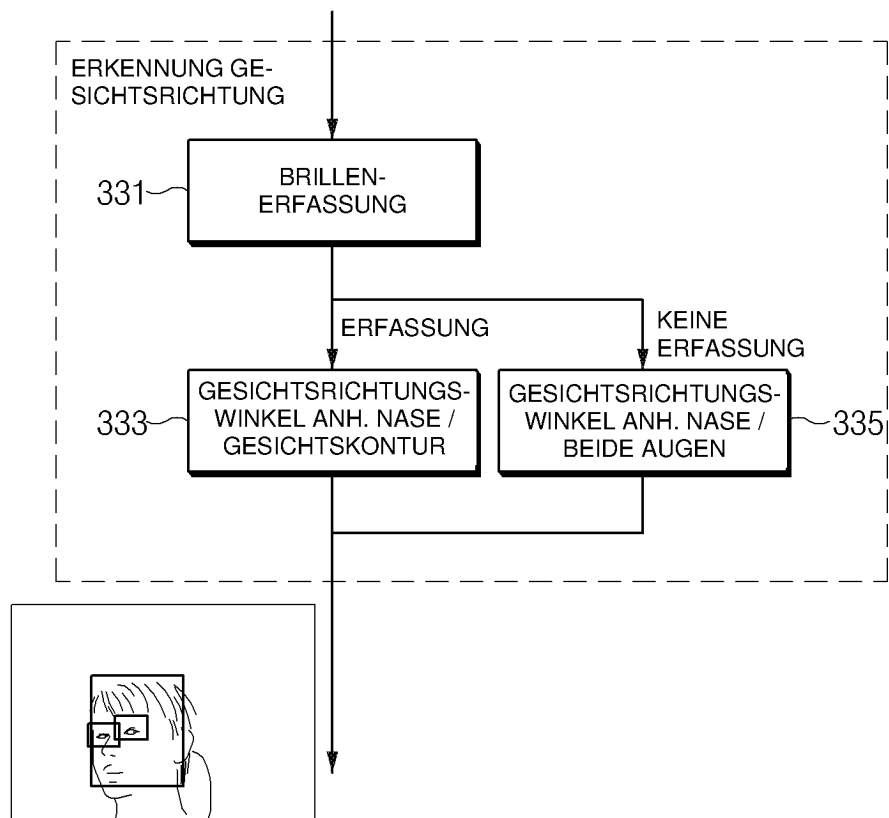 ERKENNUNG GE-
SICHTSRICHTUNG
331
BRILLEN-
ERFASSUNG
ERFASSUNG
KEINE
ERFASSUNG
333
GESICHTSRICHTUNGS-
WINKEL ANH. NASE /
GESICHTSKONTUR
GESICHTSRICHTUNGS-
WINKEL ANH. NASE /
BEIDE AUGEN
335